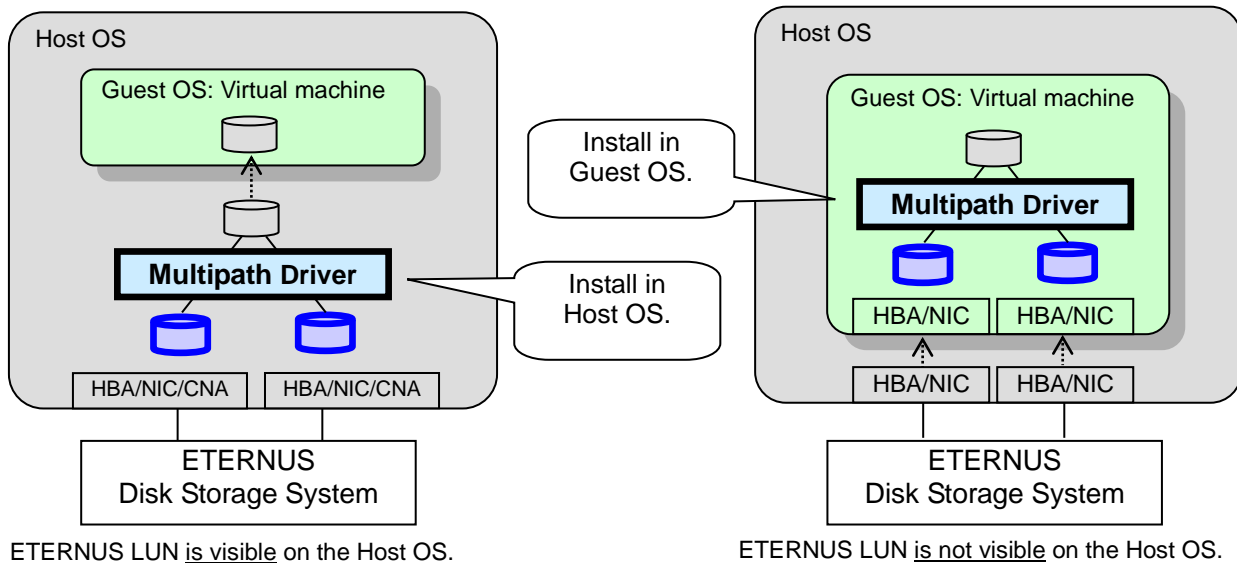 Host OS
Guest OS: Virtual machine
Multipath Driver
HBA/NIC/CNA
HBA/NIC/CNA
ETERNUS
Disk Storage System
ETERNUS LUN is visible on the Host OS.
Install in
Guest OS.
Install in
Host OS.
Host OS
Guest OS: Virtual machine
Multipath Driver
HBA/NIC
HBA/NIC
HBA/NIC
HBA/NIC
ETERNUS
Disk Storage System
ETERNUS LUN is not visible on the Host OS.